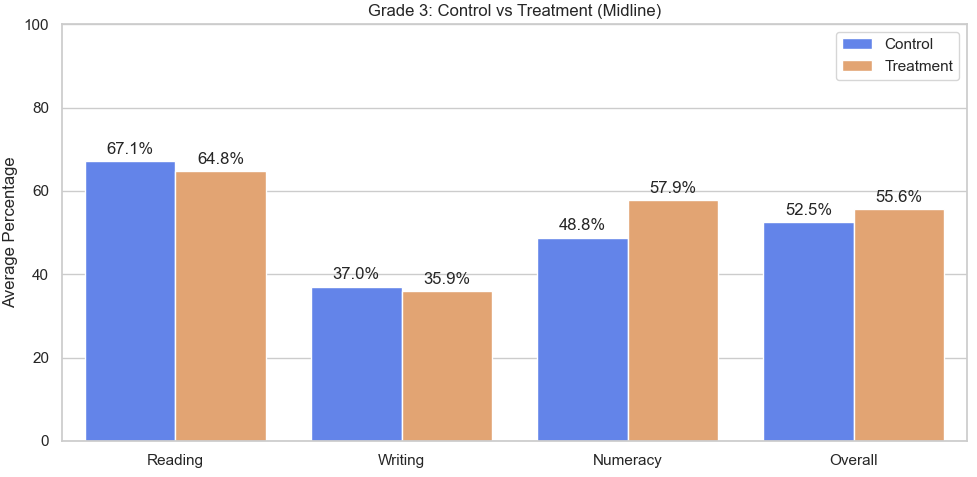 Grade 3: Control vs Treatment (Midline)
100
80
60
40
20
0
Average Percentage
Control
Treatment
67.1%
64.8%
37.0%
35.9%
48.8%
57.9%
52.5%
55.6%
Reading
Writing
Numeracy
Overall